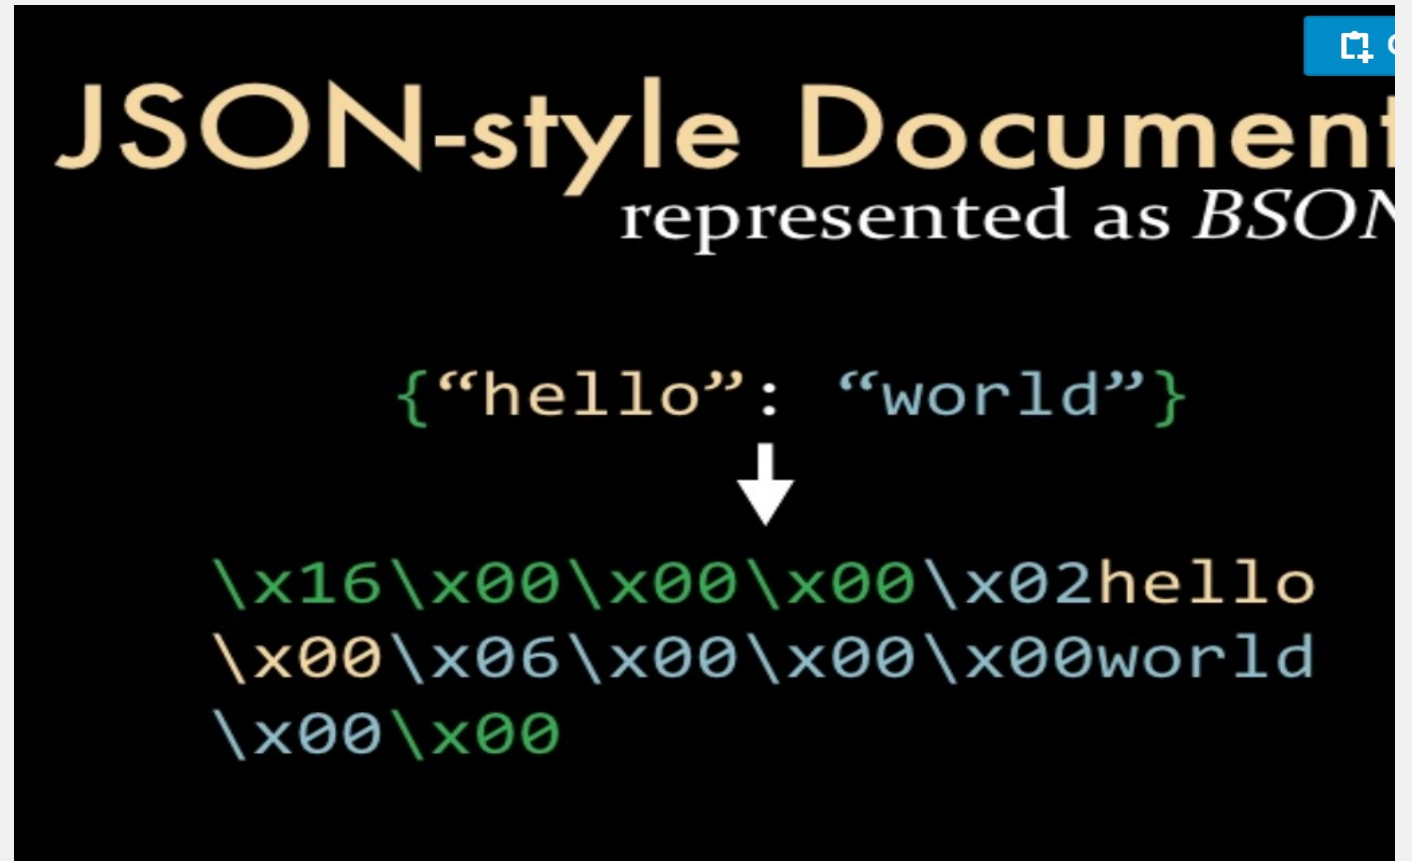 JSON-style Document
represented as BSON
{“hello”: “world”}
\x16\x00\x00\x00\x02hello
\x00\x06\x00\x00\x00world
\x00\x00